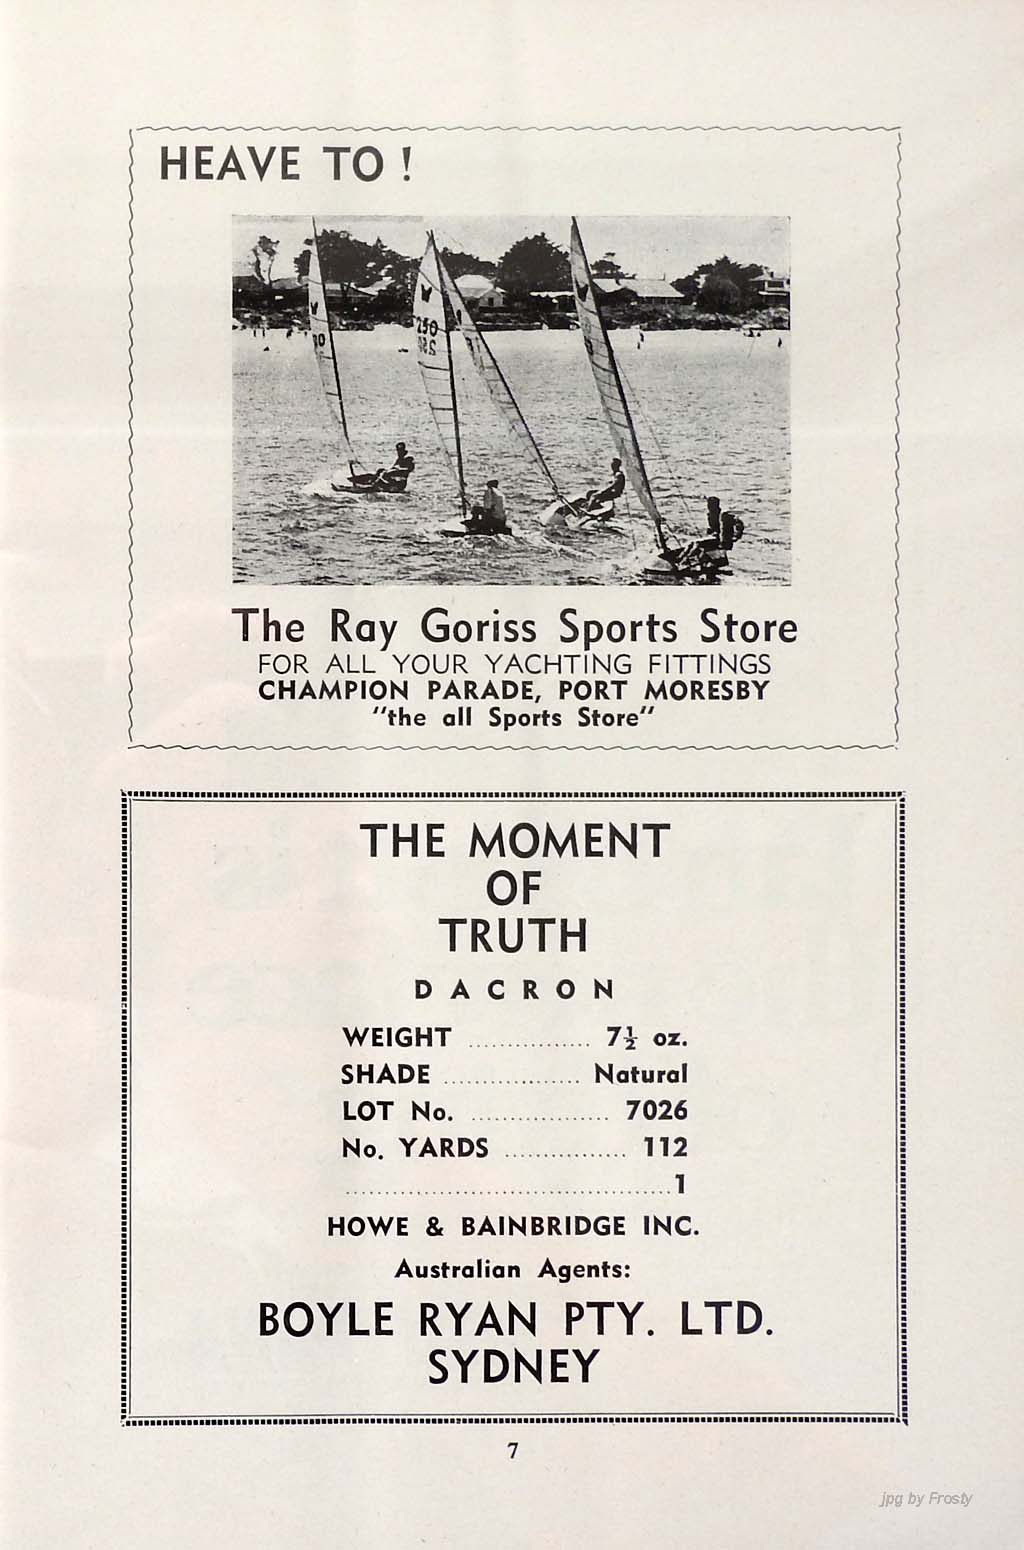 HEAVE TO !
250
The Ray Goriss Sports Store
FOR ALL YOUR YACHTING FITTINGS
CHAMPION PARADE, PORT MORESBY
"the all Sports Store"
THE MOMENT
OF
TRUTH
DACRON
WEIGHT ................ 7½ oz.
SHADE .................. Natural
LOT No. .................. 7026
No. YARDS ................ 112
..........................................1
HOWE & BAINBRIDGE INC.
Australian Agents:
BOYLE RYAN PTY. LTD.
SYDNEY
7
jpg by Frosty